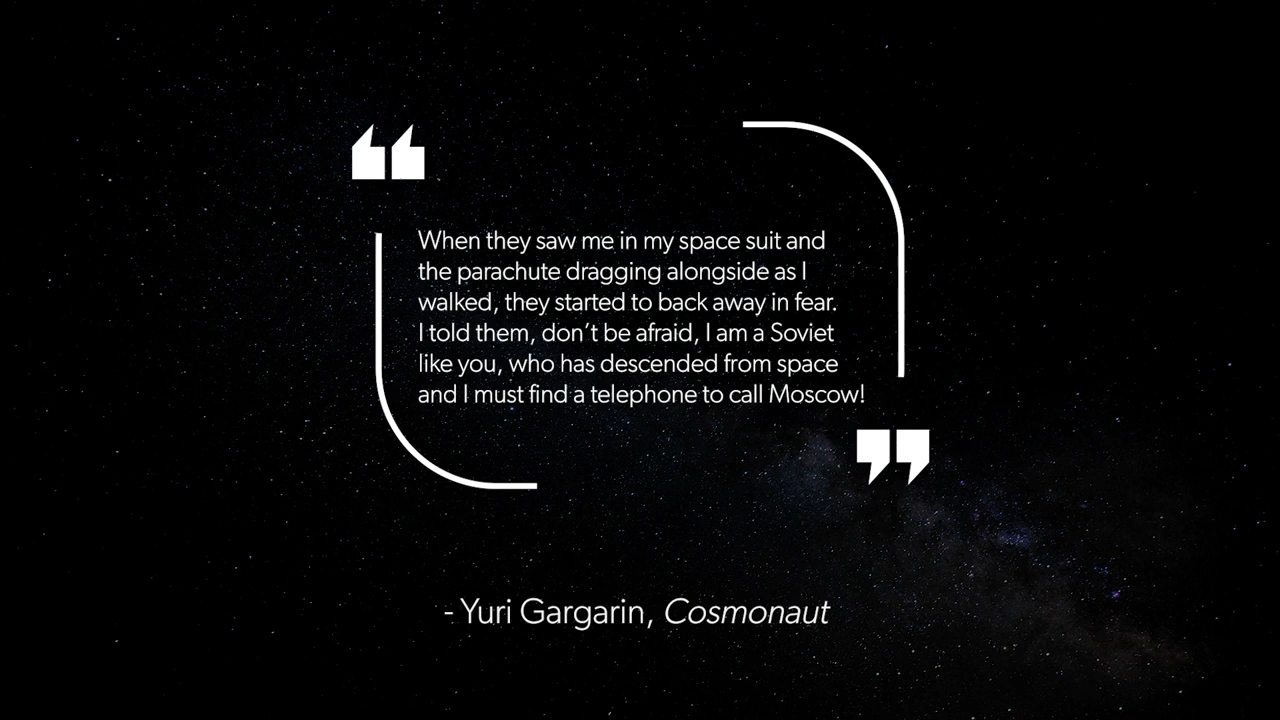 “
When they saw me in my space suit and
the parachute dragging alongside as I
walked, they started to back away in fear.
I told them, don’t be afraid, I am a Soviet
like you, who has descended from space
and I must find a telephone to call Moscow!
”
- Yuri Gargarin, Cosmonaut